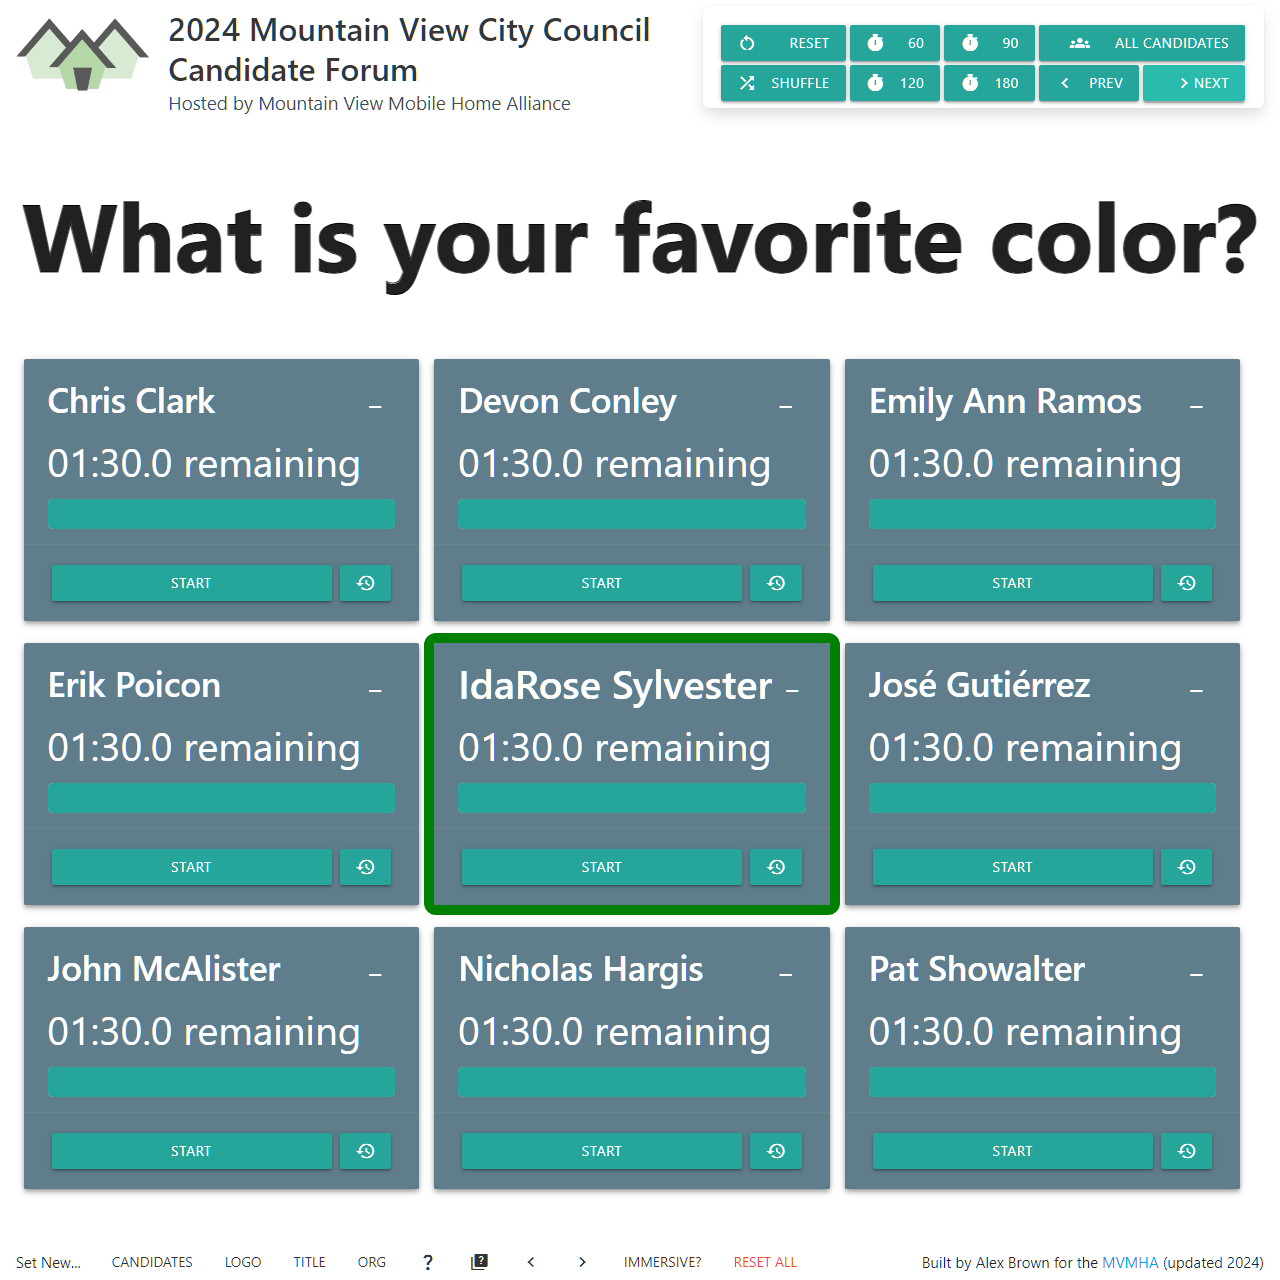 2024 Mountain View City Council
Candidate Forum
Hosted by Mountain View Mobile Home Alliance
RESET 60 90 ALL CANDIDATES
SHUFFLE 120 180 PREV NEXT
What is your favorite color?
Chris Clark –
01:30.0 remaining
START
Devon Conley –
01:30.0 remaining
START
Emily Ann Ramos –
01:30.0 remaining
START
Erik Poicon –
01:30.0 remaining
START
IdaRose Sylvester –
01:30.0 remaining
START
José Gutiérrez –
01:30.0 remaining
START
John McAlister –
01:30.0 remaining
START
Nicholas Hargis –
01:30.0 remaining
START
Pat Showalter –
01:30.0 remaining
START
Set New... CANDIDATES LOGO TITLE ORG ? IMMERSIVE? RESET ALL Built by Alex Brown for the MVMHA (updated 2024)